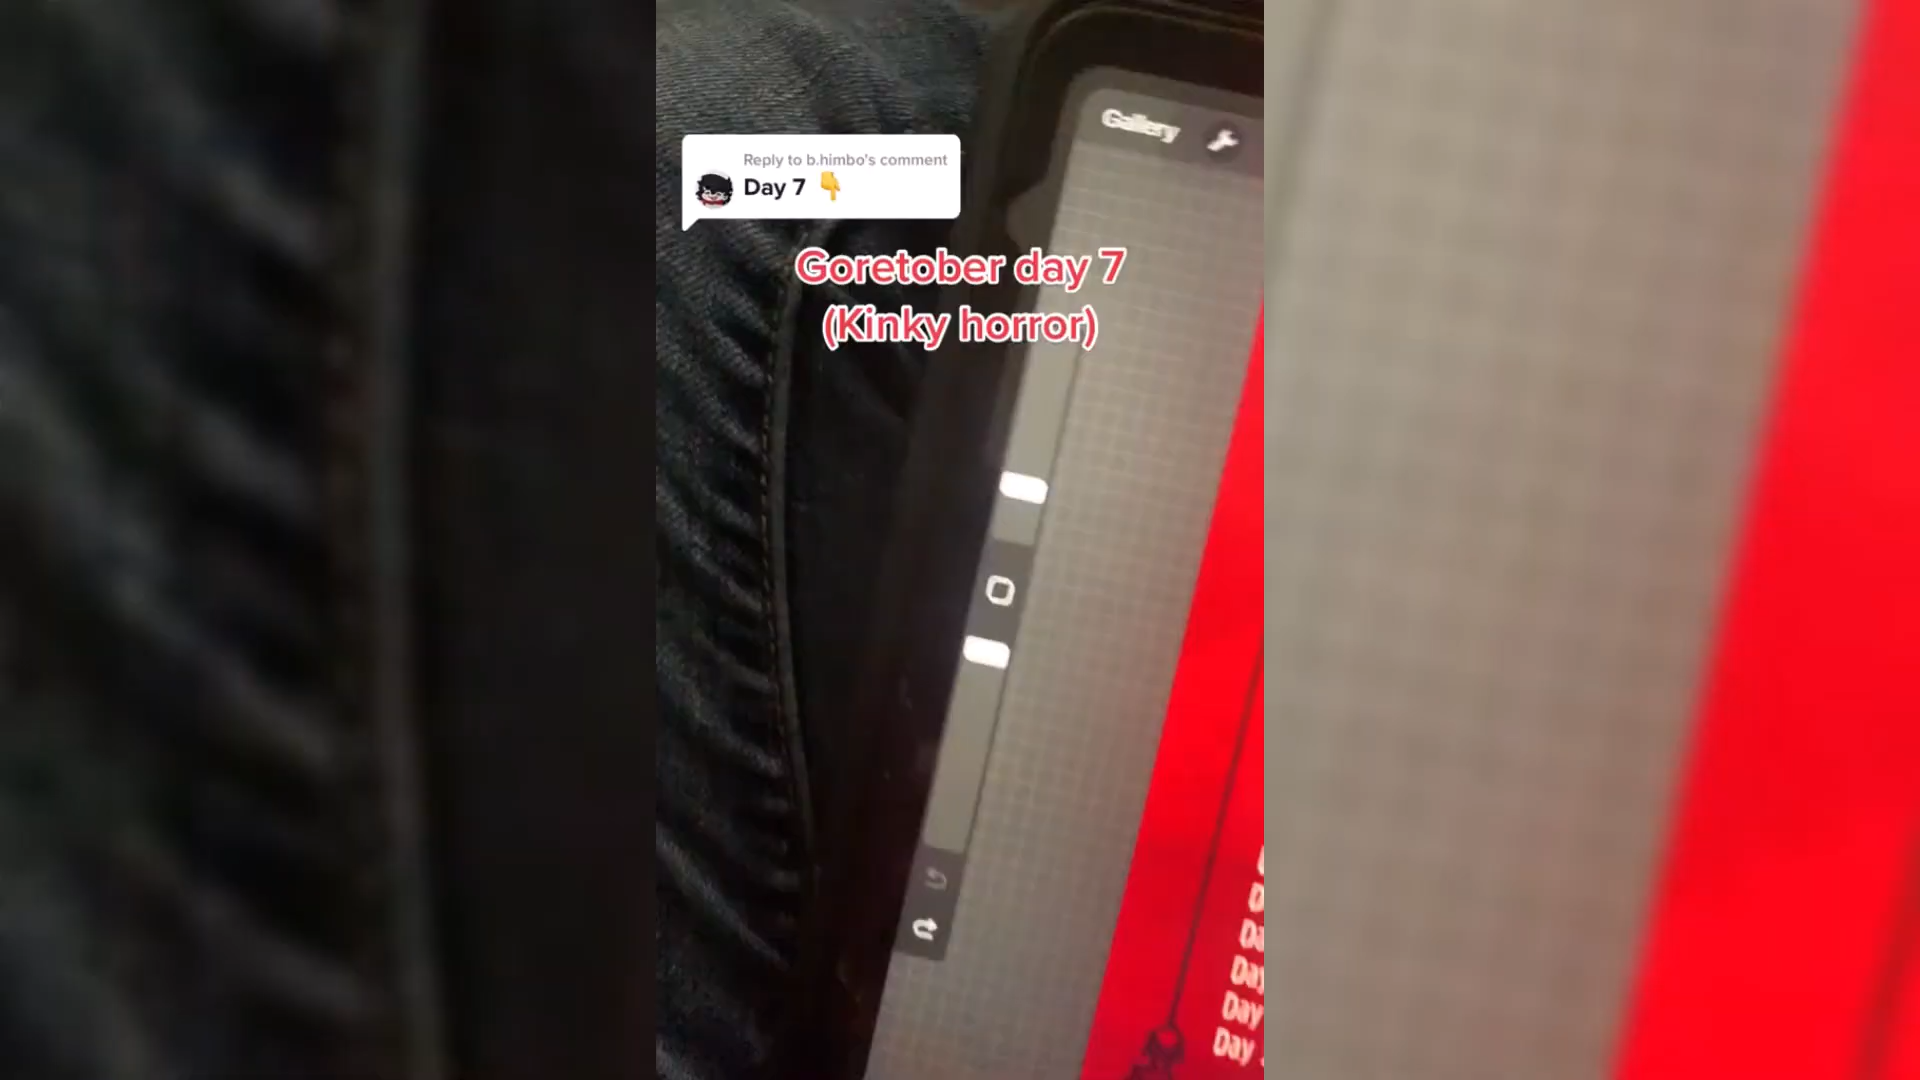 Gallery
Reply to b.himbo's comment
Day 7 👇
Goretober day 7
(Kinky horror)
Day
Day